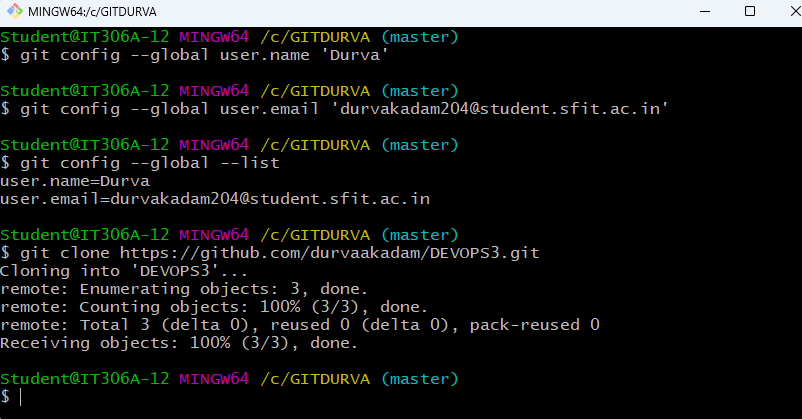 MINGW64:/c/GITDURVA
Student@IT306A-12 MINGW64 /c/GITDURVA (master)
$ git config --global user.name 'Durva'
Student@IT306A-12 MINGW64 /c/GITDURVA (master)
$ git config --global user.email 'durvakadam204@student.sfit.ac.in'
Student@IT306A-12 MINGW64 /c/GITDURVA (master)
$ git config --global --list
user.name=Durva
user.email=durvakadam204@student.sfit.ac.in
Student@IT306A-12 MINGW64 /c/GITDURVA (master)
$ git clone https://github.com/durvaakadam/DEVOPS3.git
Cloning into 'DEVOPS3'...
remote: Enumerating objects: 3, done.
remote: Counting objects: 100% (3/3), done.
remote: Total 3 (delta 0), reused 0 (delta 0), pack-reused 0
Receiving objects: 100% (3/3), done.
Student@IT306A-12 MINGW64 /c/GITDURVA (master)
$